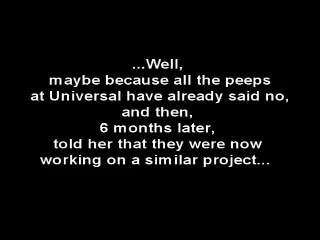 ...Well,
maybe because all the peeps
at Universal have already said no,
and then,
6 months later,
told her that they were now
working on a similar project...